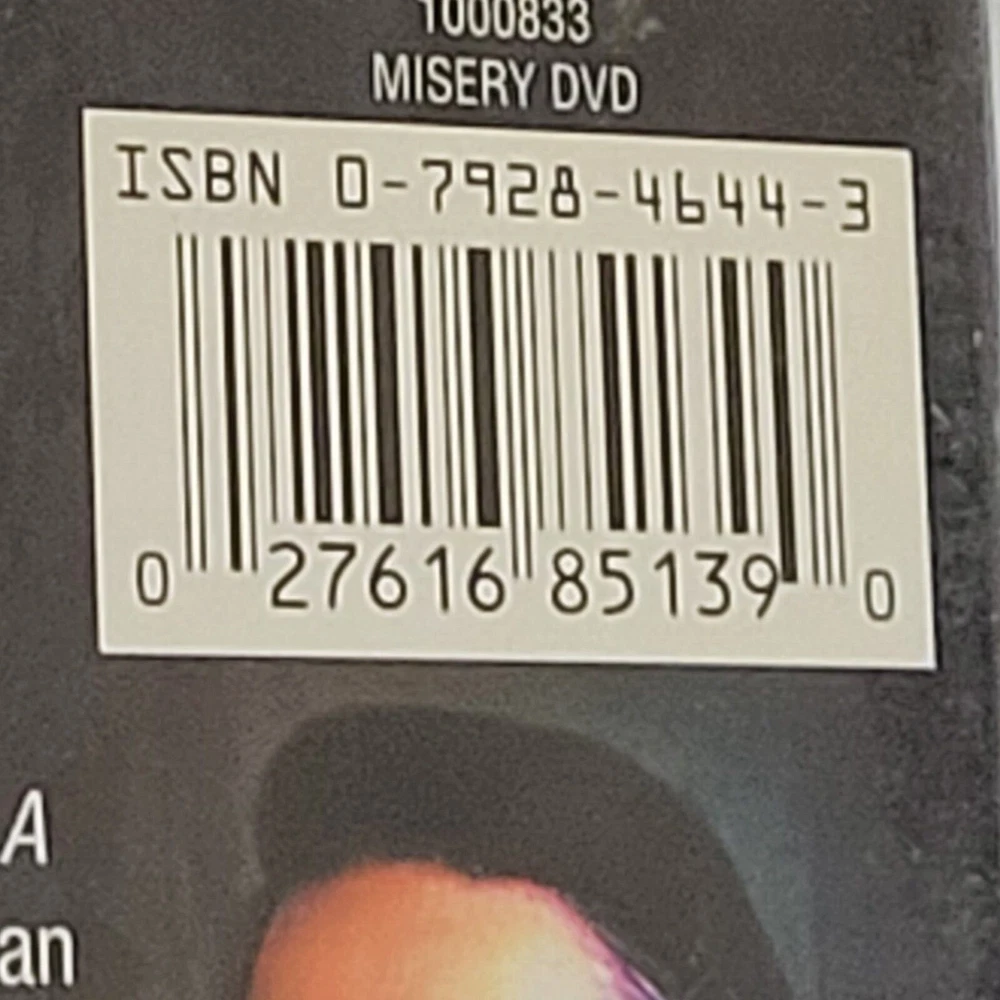 1000833
MISERY DVD
ISBN 0-7928-4644-3
0 27616 85139 0
A
an